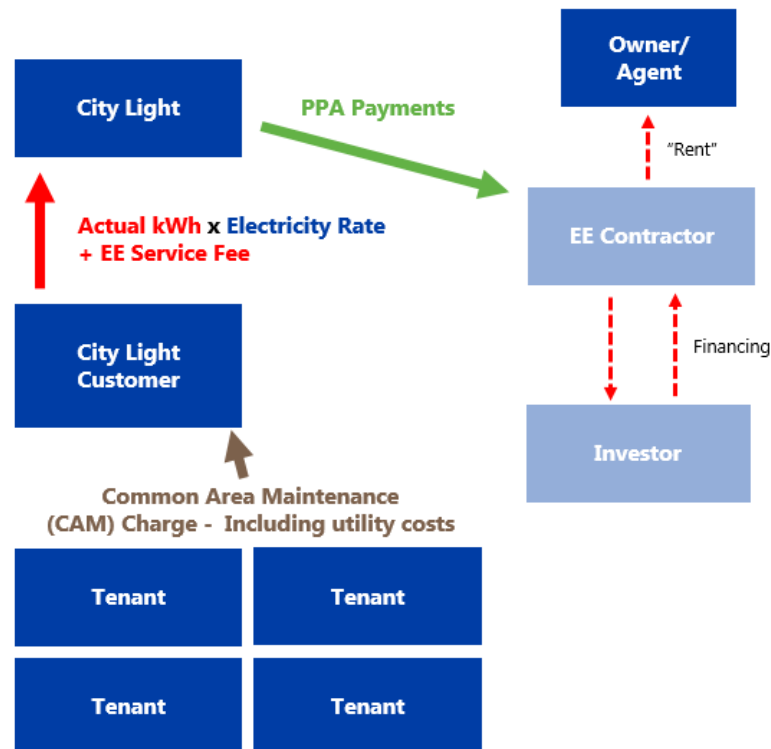 Owner/
Agent
City Light
PPA Payments
"Rent"
Actual kWh x Electricity Rate
+ EE Service Fee
EE Contractor
City Light
Customer
Financing
Investor
Common Area Maintenance
(CAM) Charge - Including utility costs
Tenant
Tenant
Tenant
Tenant